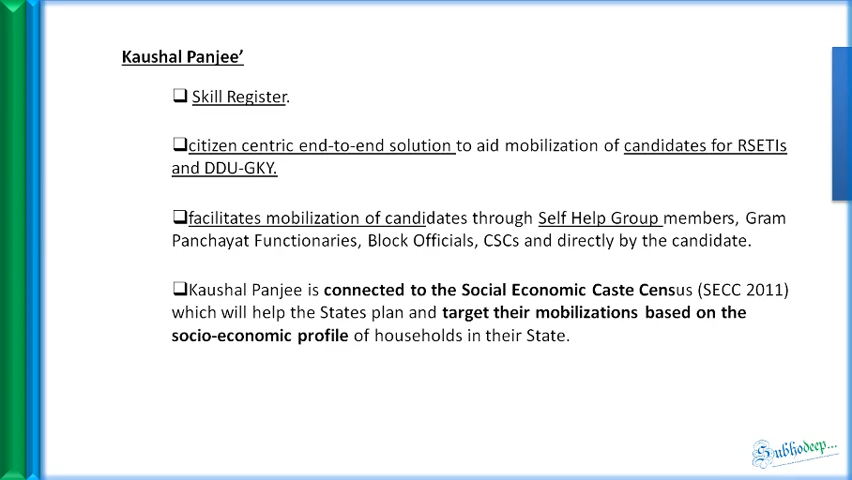 Kaushal Panjee’
❑ Skill Register.
❑citizen centric end-to-end solution to aid mobilization of candidates for RSETIs
and DDU-GKY.
❑facilitates mobilization of candidates through Self Help Group members, Gram
Panchayat Functionaries, Block Officials, CSCs and directly by the candidate.
❑Kaushal Panjee is connected to the Social Economic Caste Census (SECC 2011)
which will help the States plan and target their mobilizations based on the
socio-economic profile of households in their State.
Subhodeep...